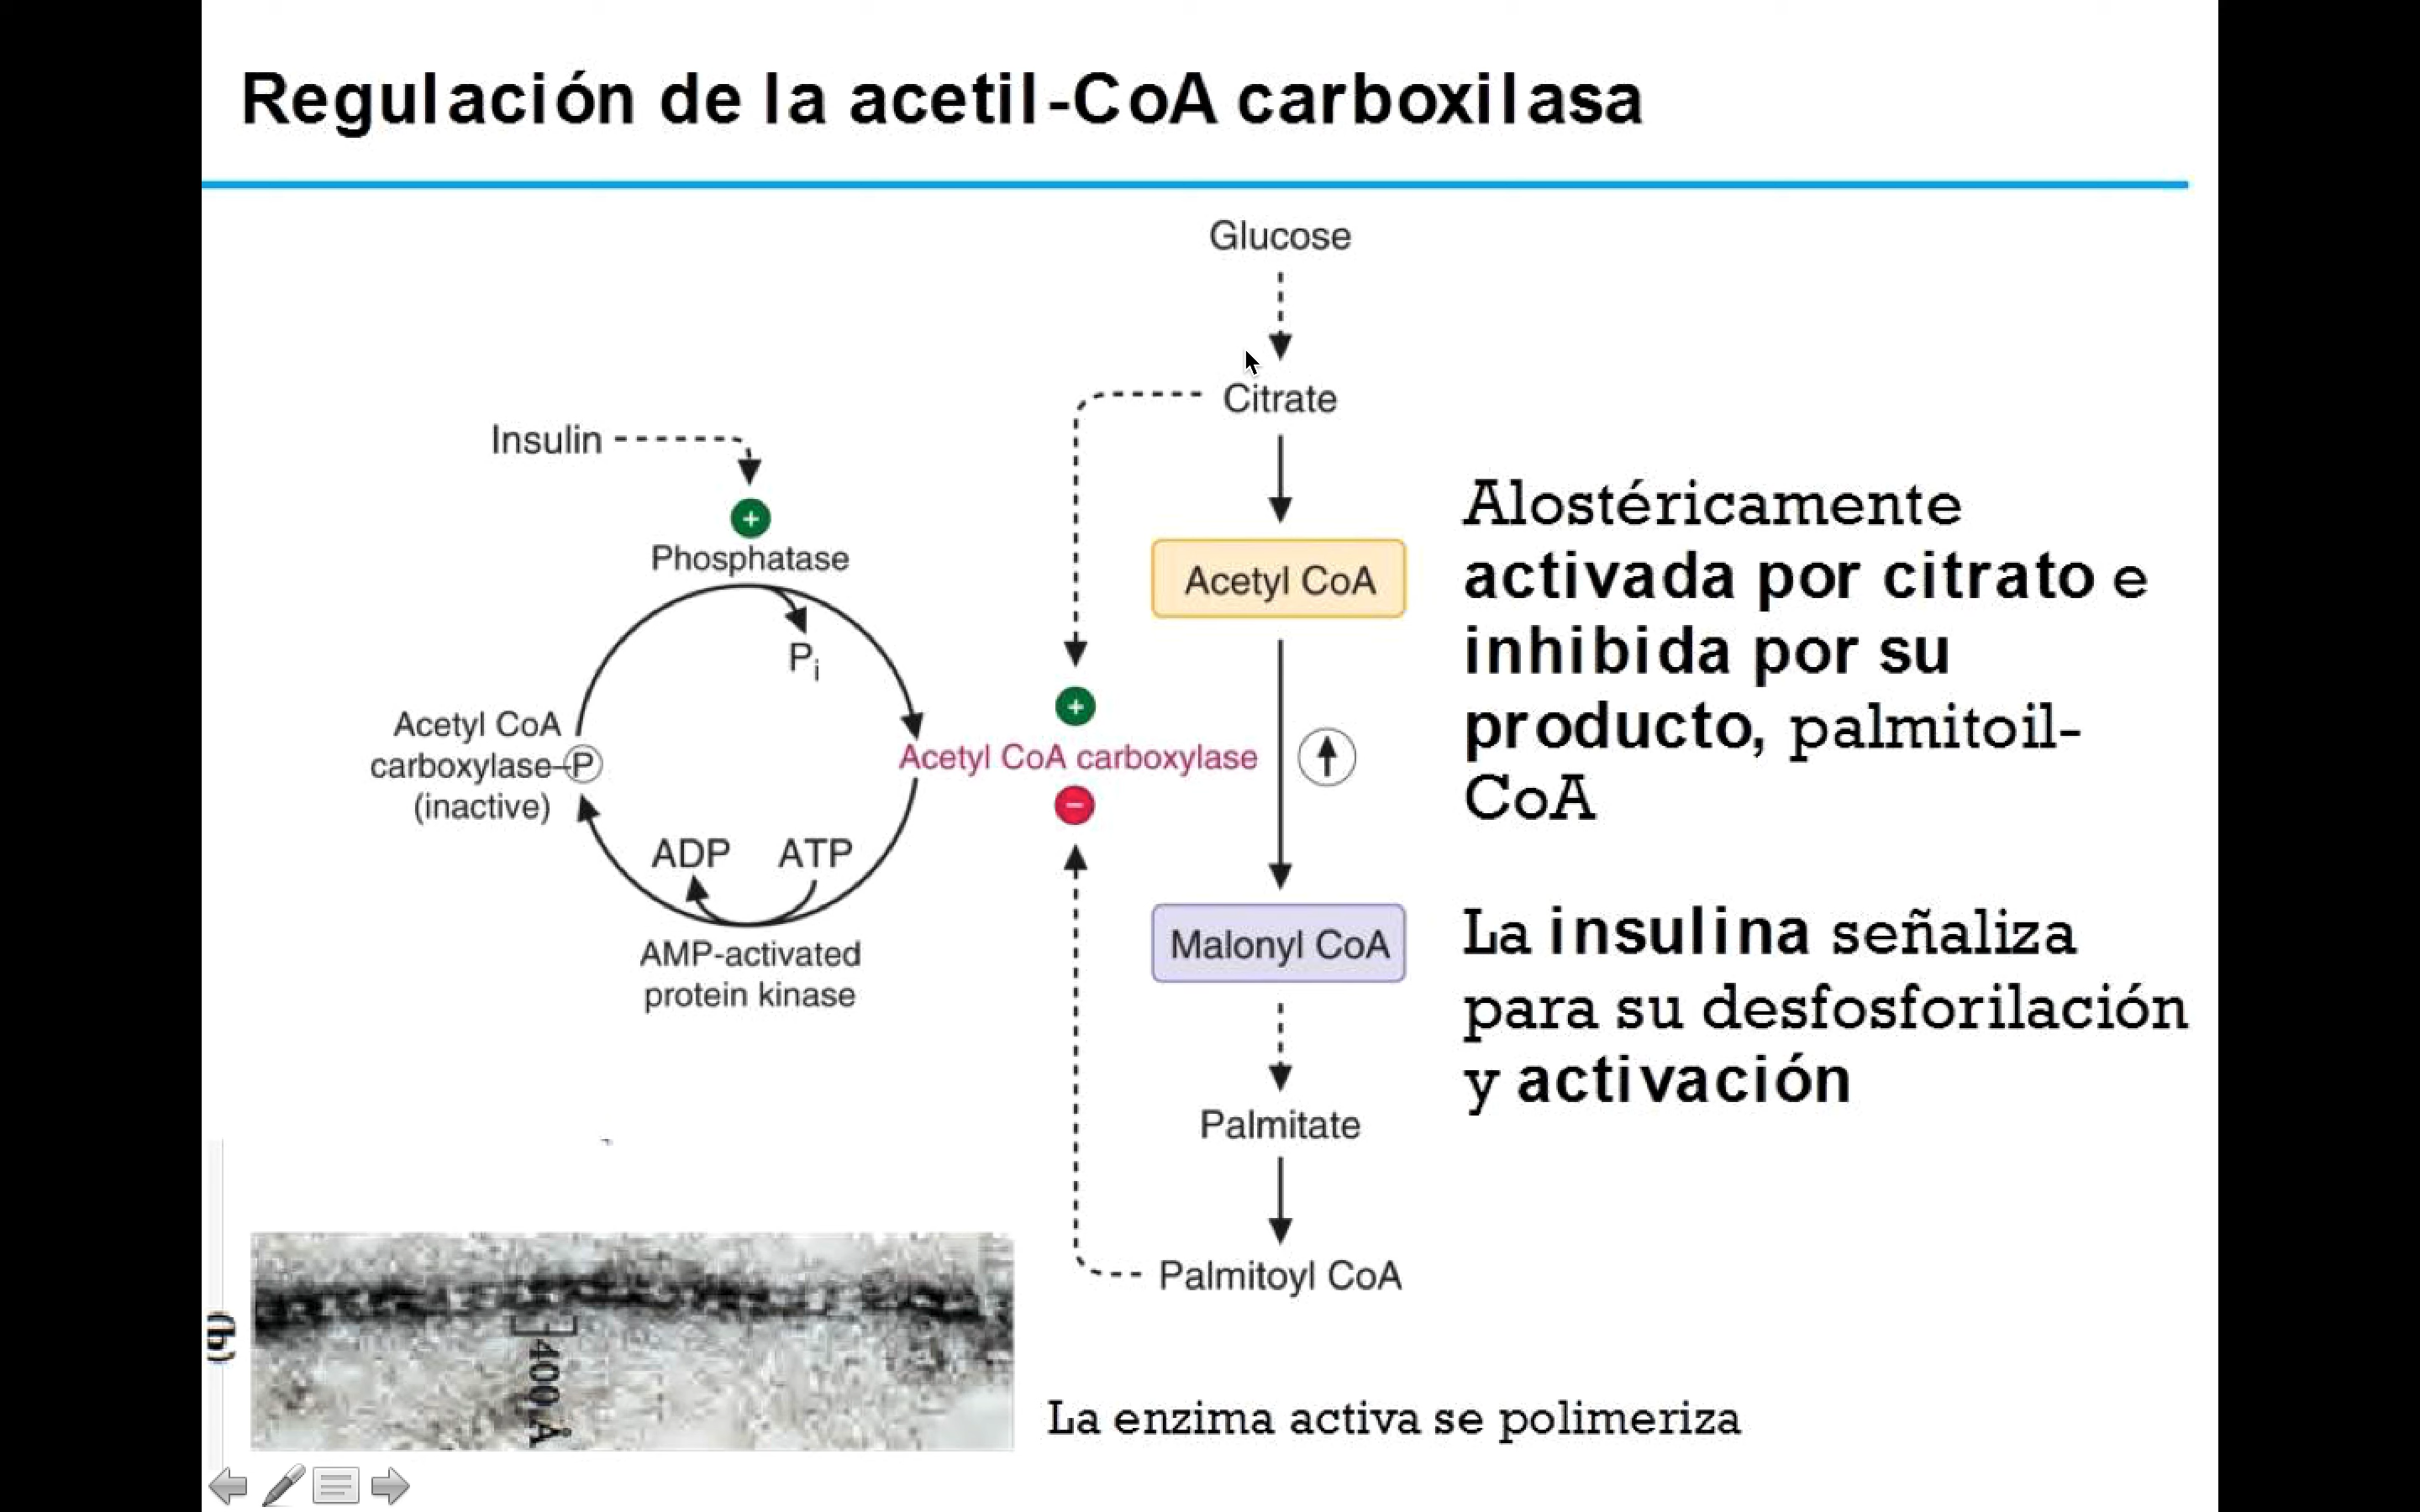 Regulación de la acetil-CoA carboxilasa
Glucose
Citrate
Insulin
Phosphatase
Pi
Acetyl CoA
carboxylase-P
(inactive)
ADP ATP
AMP-activated
protein kinase
Acetyl CoA carboxylase
Acetyl CoA
Malonyl CoA
Palmitate
Palmitoyl CoA
Alostéricamente
activada por citrato e
inhibida por su
producto, palmitoil-
CoA
La insulina señaliza
para su desfosforilación
y activación
(b)
400 Å
La enzima activa se polimeriza